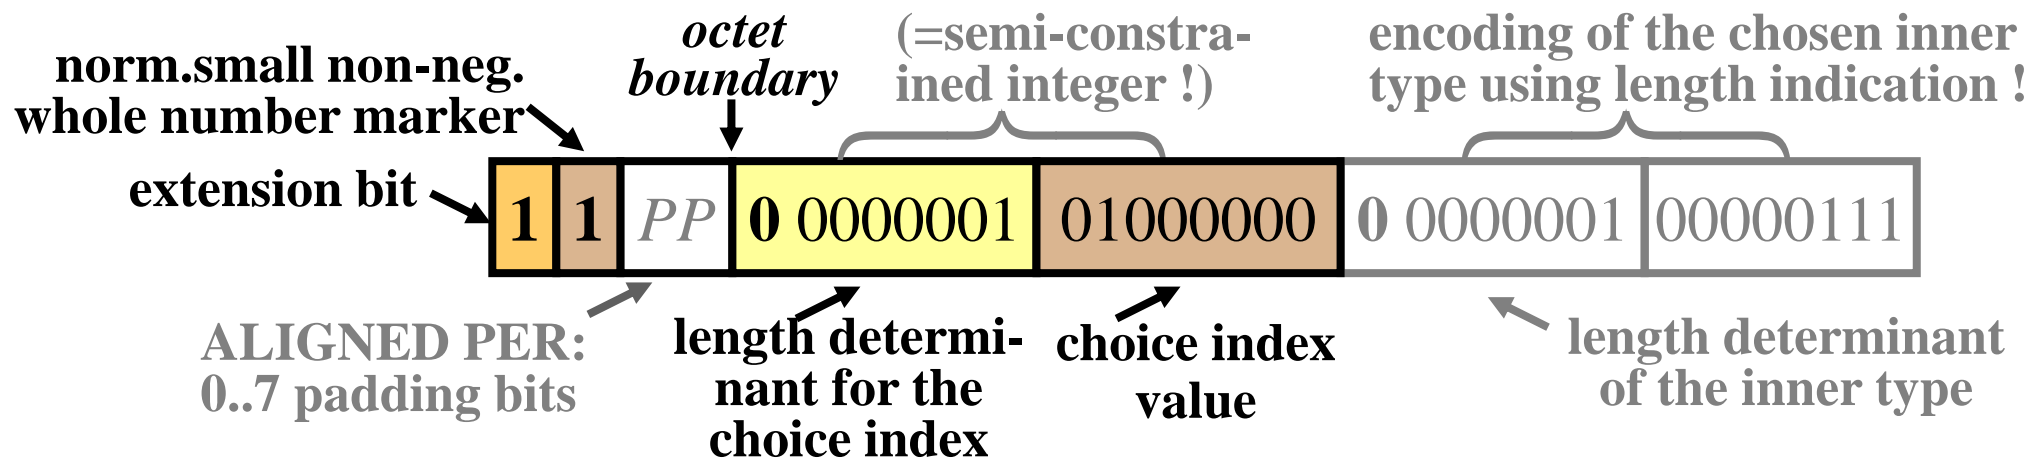 norm.small non-neg.
whole number marker
extension bit
octet
boundary
(=semi-constra-
ined integer !)
encoding of the chosen inner
type using length indication !
1 1 PP 0 0000001 01000000 0 0000001 00000111
ALIGNED PER:
0..7 padding bits
length determi-
nant for the
choice index
choice index
value
length determinant
of the inner type